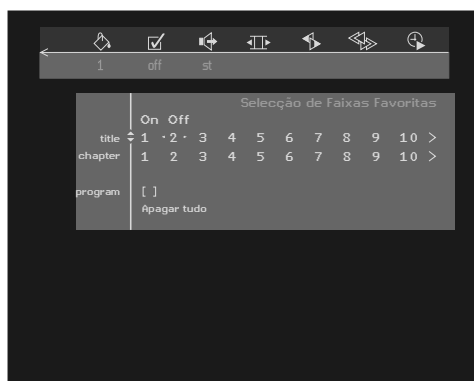 1 off st
Selecção de Faixas Favoritas
On Off
title 1 ·2· 3 4 5 6 7 8 9 10 >
chapter 1 2 3 4 5 6 7 8 9 10 >
program [ ]
Apagar tudo